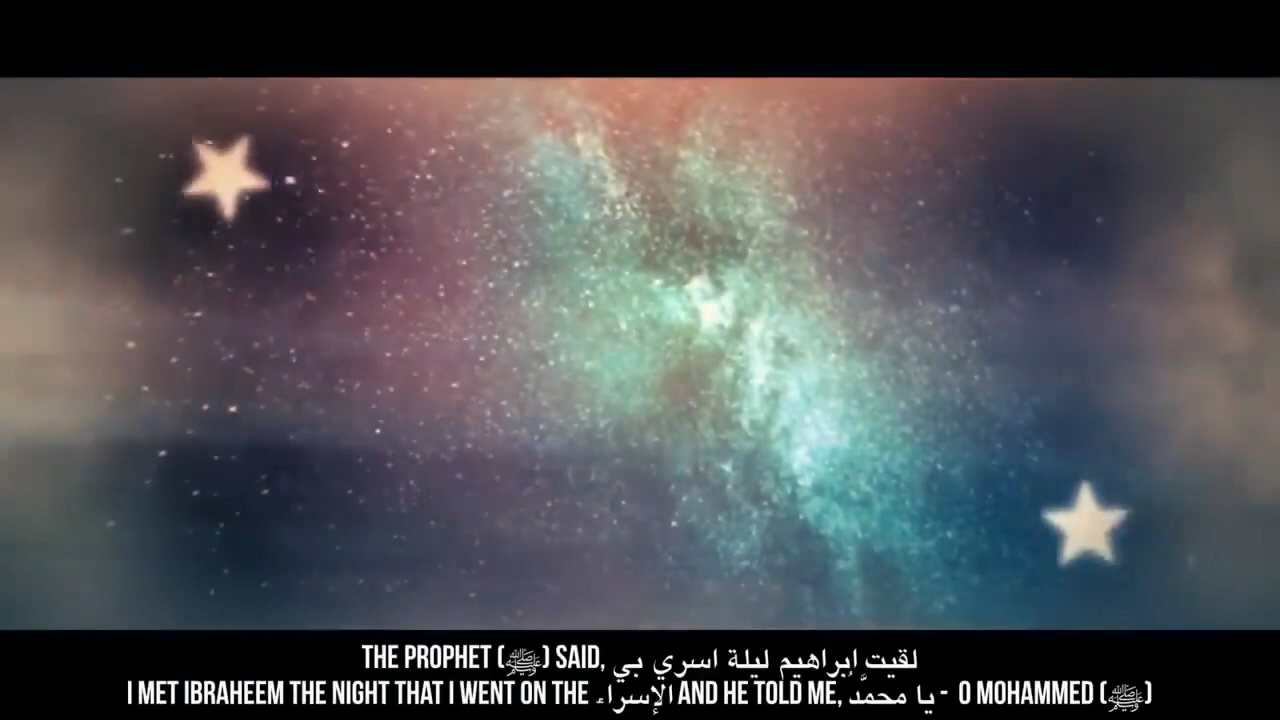 THE PROPHET (ﷺ) SAID, لقيت ابراهيم ليلة اسري بي
I MET IBRAHEEM THE NIGHT THAT I WENT ON THE الإسراء AND HE TOLD ME, يا محمَّدُ - O MOHAMMED (ﷺ)